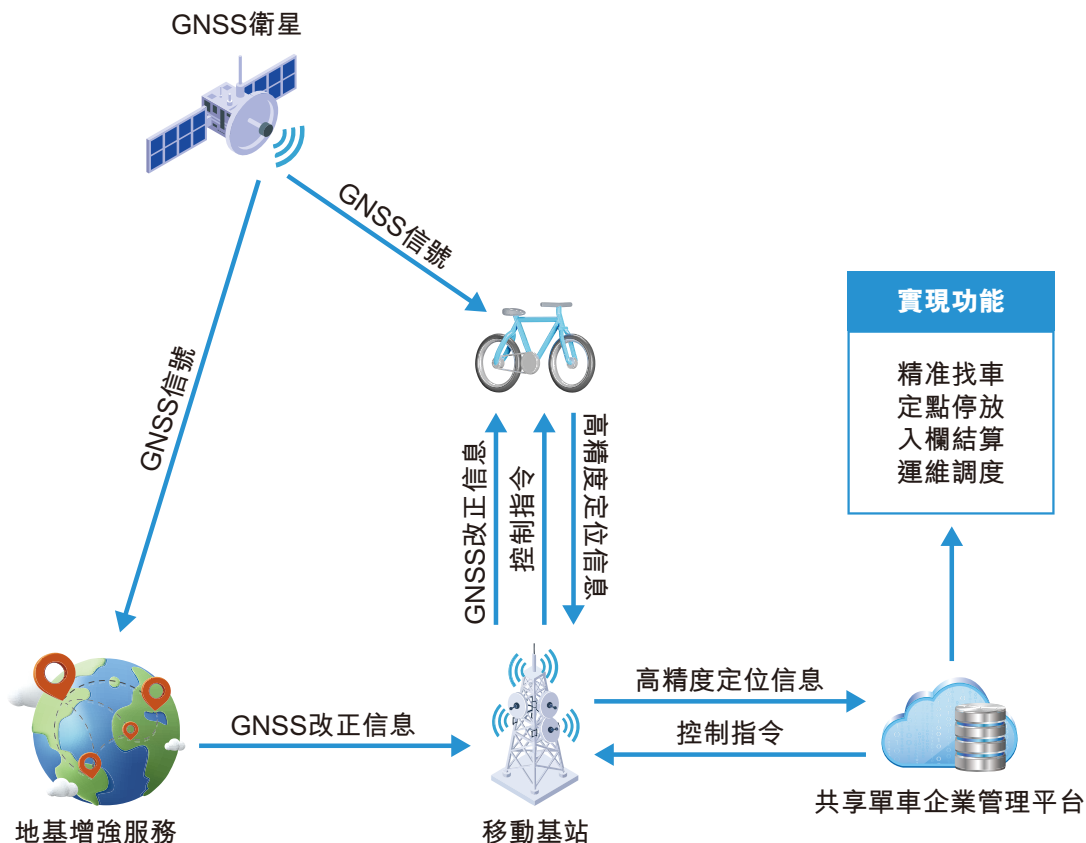 GNSS衛星
GNSS信號
GNSS信號
實現功能
精准找車
定點停放
入欄結算
運維調度
GNSS改正信息
控制指令
高精度定位信息
高精度定位信息
GNSS改正信息
控制指令
共享單車企業管理平台
地基增強服務
移動基站